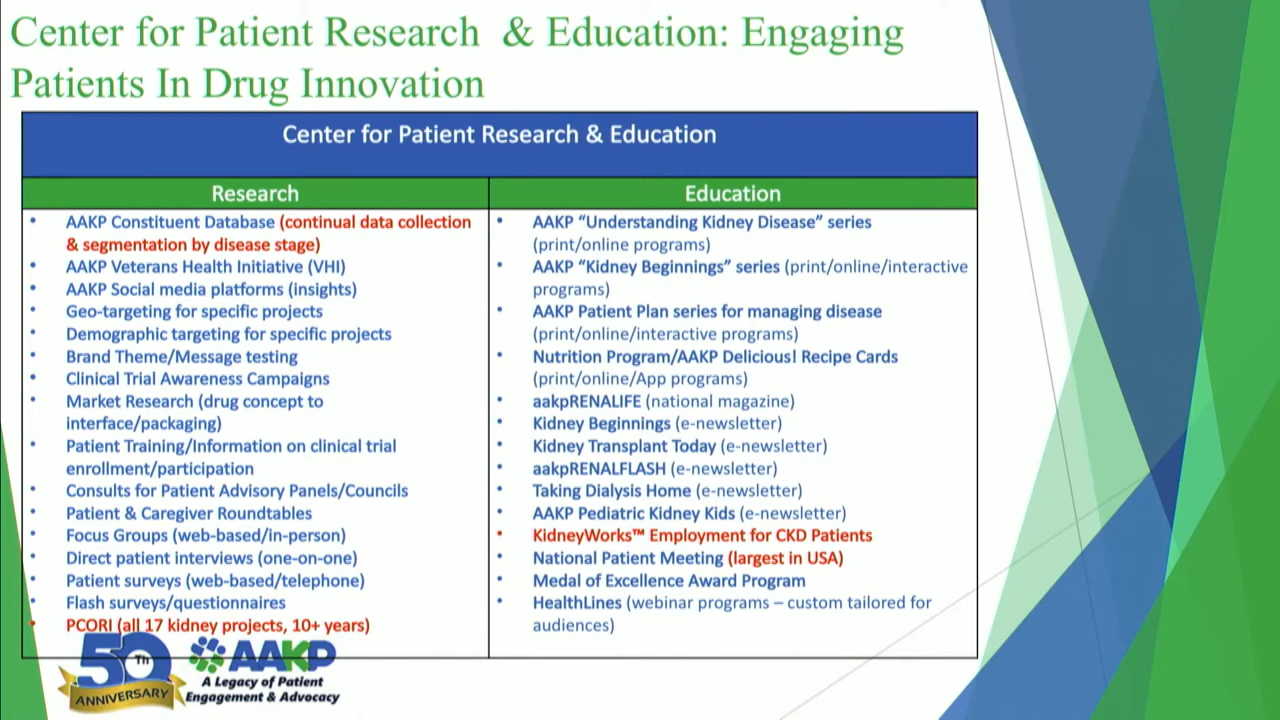 Center for Patient Research & Education: Engaging
Patients In Drug Innovation
Center for Patient Research & Education
Research
• AAKP Constituent Database (continual data collection
& segmentation by disease stage)
• AAKP Veterans Health Initiative (VHI)
• AAKP Social media platforms (insights)
• Geo-targeting for specific projects
• Demographic targeting for specific projects
• Brand Theme/Message testing
• Clinical Trial Awareness Campaigns
• Market Research (drug concept to
interface/packaging)
• Patient Training/Information on clinical trial
enrollment/participation
• Consults for Patient Advisory Panels/Councils
• Patient & Caregiver Roundtables
• Focus Groups (web-based/in-person)
• Direct patient interviews (one-on-one)
• Patient surveys (web-based/telephone)
• Flash surveys/questionnaires
• PCORI (all 17 kidney projects, 10+ years)
Education
• AAKP “Understanding Kidney Disease” series
(print/online programs)
• AAKP “Kidney Beginnings” series (print/online/interactive
programs)
• AAKP Patient Plan series for managing disease
(print/online/interactive programs)
• Nutrition Program/AAKP Delicious! Recipe Cards
(print/online/App programs)
• aakpRENALIFE (national magazine)
• Kidney Beginnings (e-newsletter)
• Kidney Transplant Today (e-newsletter)
• aakpRENALFLASH (e-newsletter)
• Taking Dialysis Home (e-newsletter)
• AAKP Pediatric Kidney Kids (e-newsletter)
• KidneyWorks™ Employment for CKD Patients
• National Patient Meeting (largest in USA)
• Medal of Excellence Award Program
• HealthLines (webinar programs – custom tailored for
audiences)
50Th
ANNIVERSARY
AAKP
A Legacy of Patient
Engagement & Advocacy